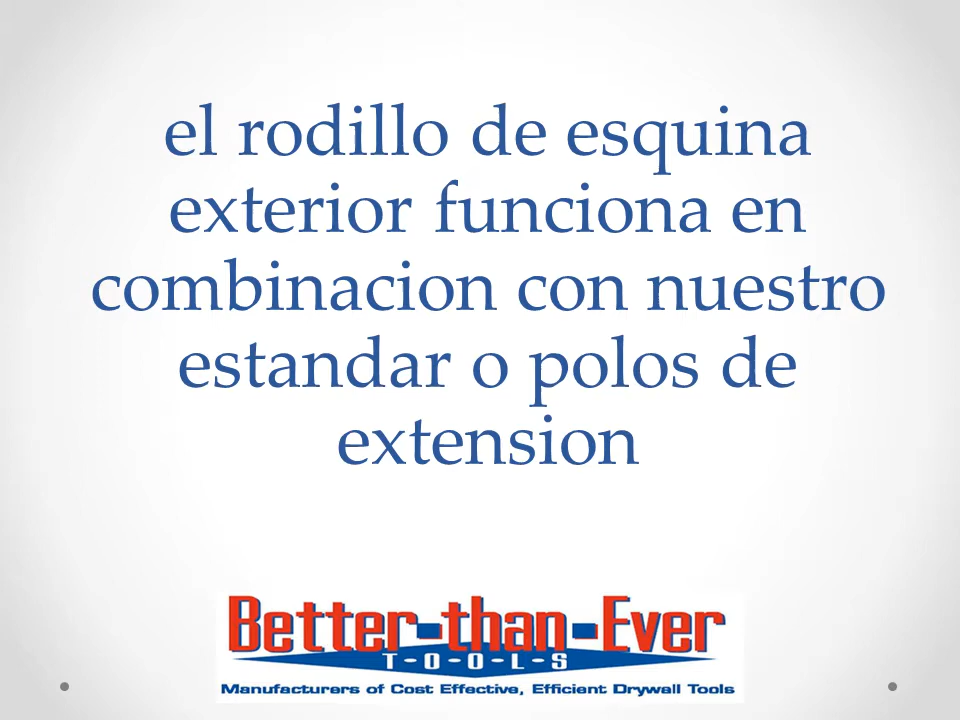 el rodillo de esquina
exterior funciona en
combinacion con nuestro
estandar o polos de
extension
Better-than-Ever
T-O-O-L-S
Manufacturers of Cost Effective, Efficient Drywall Tools